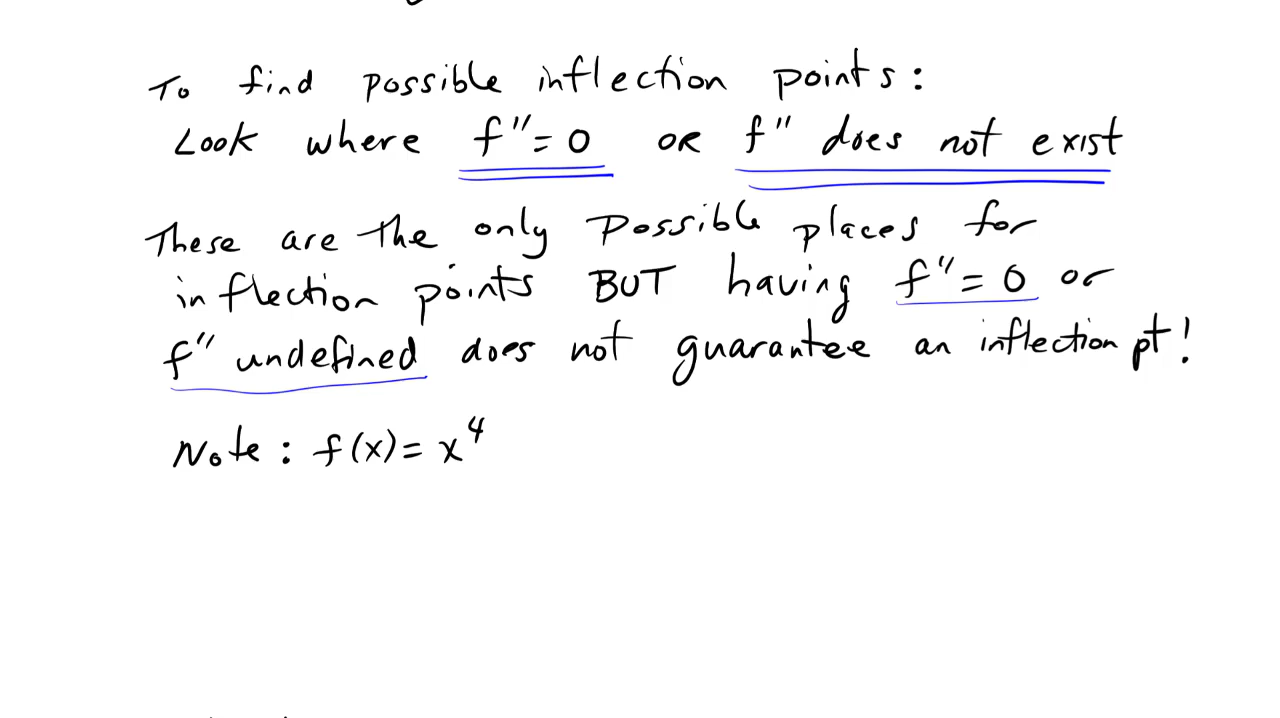 To find possible inflection points:
Look where f''=0 OR f'' does not exist
These are the only possible places for
inflection points BUT having f''=0 or
f'' undefined does not guarantee an inflection pt!
Note: f(x)=x⁴